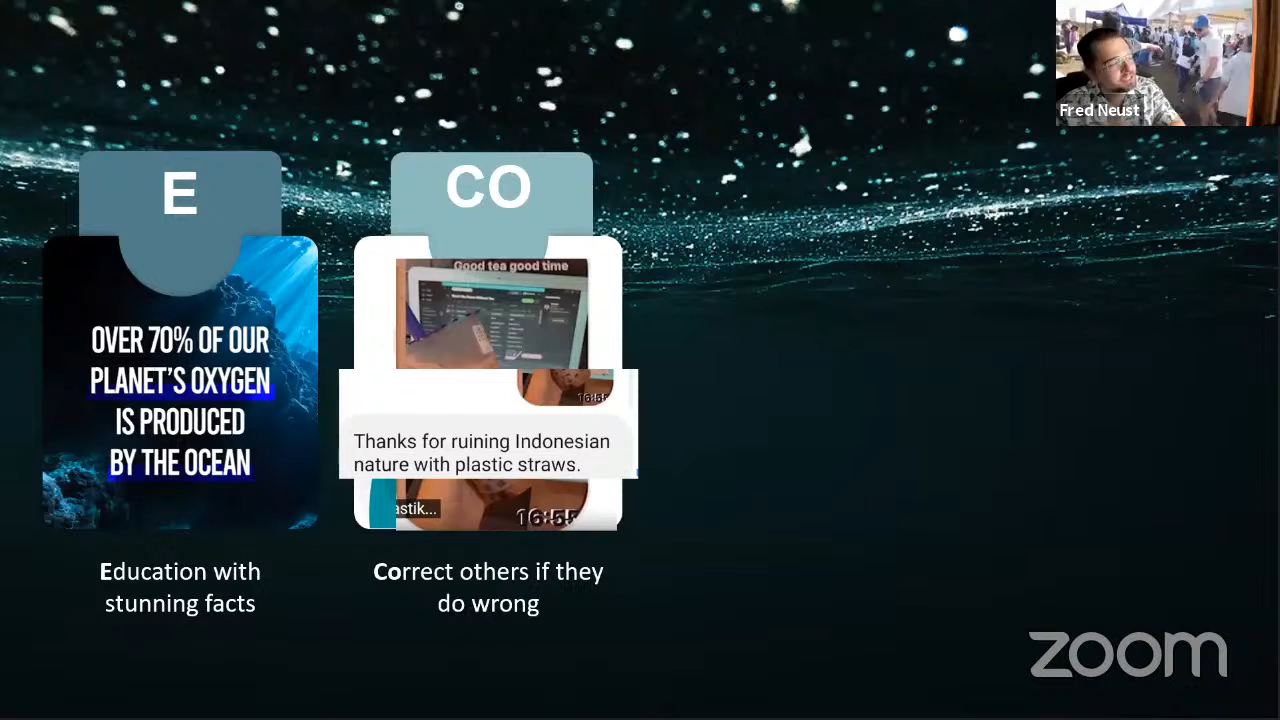 Fred Neust
E
CO
OVER 70% OF OUR
PLANET'S OXYGEN
IS PRODUCED
BY THE OCEAN
Good tea good time
16:55
Thanks for ruining Indonesian
nature with plastic straws.
astik...
16:55
Education with
stunning facts
Correct others if they
do wrong
zoom